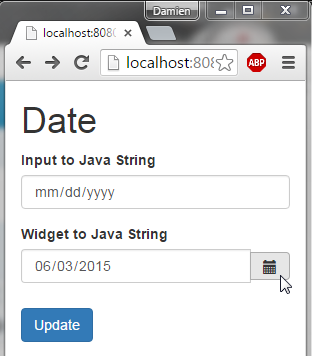 Damien
localhost:808
localhost:808
ABP
Date
Input to Java String
mm/dd/yyyy
Widget to Java String
06/03/2015
Update